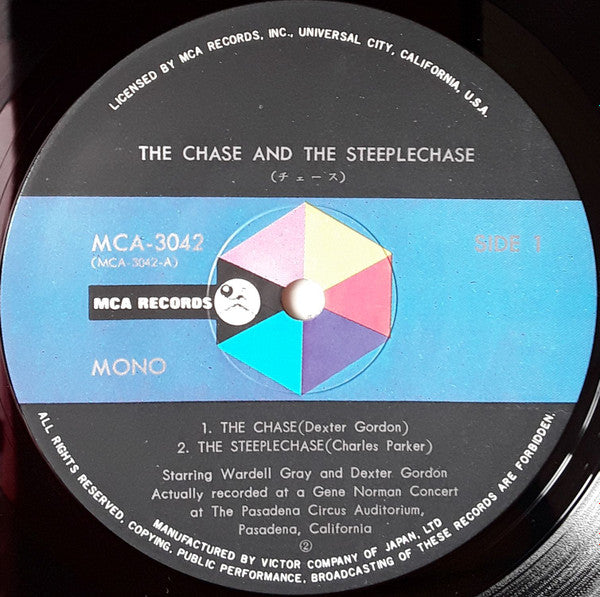 LICENSED BY MCA RECORDS, INC., UNIVERSAL CITY, CALIFORNIA, U.S.A.
THE CHASE AND THE STEEPLECHASE
(チェース)
MCA-3042
(MCA-3042-A)
SIDE 1
MCA RECORDS
MONO
1. THE CHASE(Dexter Gordon)
2. THE STEEPLECHASE(Charles Parker)
Starring Wardell Gray and Dexter Gordon
Actually recorded at a Gene Norman Concert
at The Pasadena Circus Auditorium,
Pasadena, California
②
MANUFACTURED BY VICTOR COMPANY OF JAPAN, LTD
ALL RIGHTS RESERVED, COPYING, PUBLIC PERFORMANCE, BROADCASTING OF THESE RECORDS ARE FORBIDDEN.